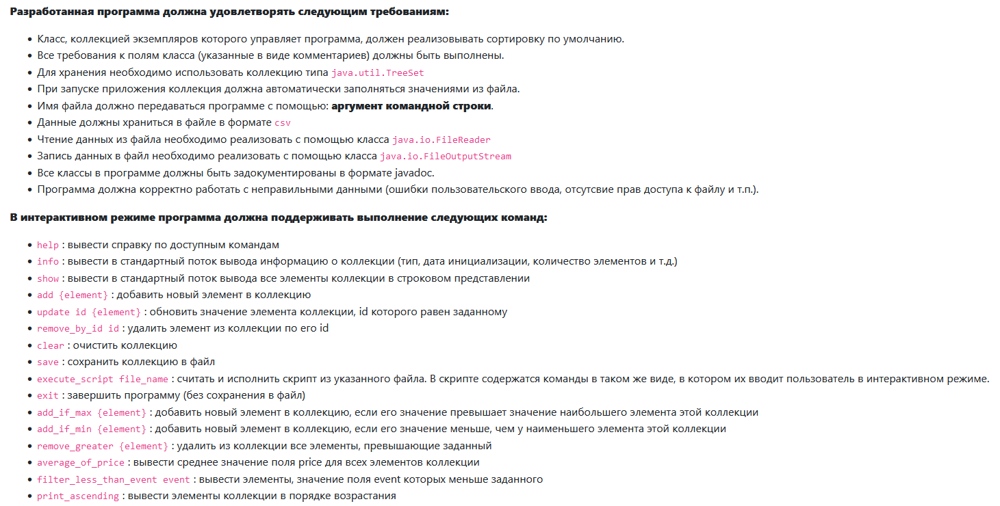 Разработанная программа должна удовлетворять следующим требованиям:
• Класс, коллекцией экземпляров которого управляет программа, должен реализовывать сортировку по умолчанию.
• Все требования к полям класса (указанные в виде комментариев) должны быть выполнены.
• Для хранения необходимо использовать коллекцию типа java.util.TreeSet
• При запуске приложения коллекция должна автоматически заполняться значениями из файла.
• Имя файла должно передаваться программе с помощью: аргумент командной строки.
• Данные должны храниться в файле в формате csv
• Чтение данных из файла необходимо реализовать с помощью класса java.io.FileReader
• Запись данных в файл необходимо реализовать с помощью класса java.io.FileOutputStream
• Все классы в программе должны быть задокументированы в формате javadoc.
• Программа должна корректно работать с неправильными данными (ошибки пользовательского ввода, отсутсвие прав доступа к файлу и т.п.).
В интерактивном режиме программа должна поддерживать выполнение следующих команд:
• help : вывести справку по доступным командам
• info : вывести в стандартный поток вывода информацию о коллекции (тип, дата инициализации, количество элементов и т.д.)
• show : вывести в стандартный поток вывода все элементы коллекции в строковом представлении
• add {element} : добавить новый элемент в коллекцию
• update id {element} : обновить значение элемента коллекции, id которого равен заданному
• remove_by_id id : удалить элемент из коллекции по его id
• clear : очистить коллекцию
• save : сохранить коллекцию в файл
• execute_script file_name : считать и исполнить скрипт из указанного файла. В скрипте содержатся команды в таком же виде, в котором их вводит пользователь в интерактивном режиме.
• exit : завершить программу (без сохранения в файл)
• add_if_max {element} : добавить новый элемент в коллекцию, если его значение превышает значение наибольшего элемента этой коллекции
• add_if_min {element} : добавить новый элемент в коллекцию, если его значение меньше, чем у наименьшего элемента этой коллекции
• remove_greater {element} : удалить из коллекции все элементы, превышающие заданный
• average_of_price : вывести среднее значение поля price для всех элементов коллекции
• filter_less_than_event event : вывести элементы, значение поля event которых меньше заданного
• print_ascending : вывести элементы коллекции в порядке возрастания